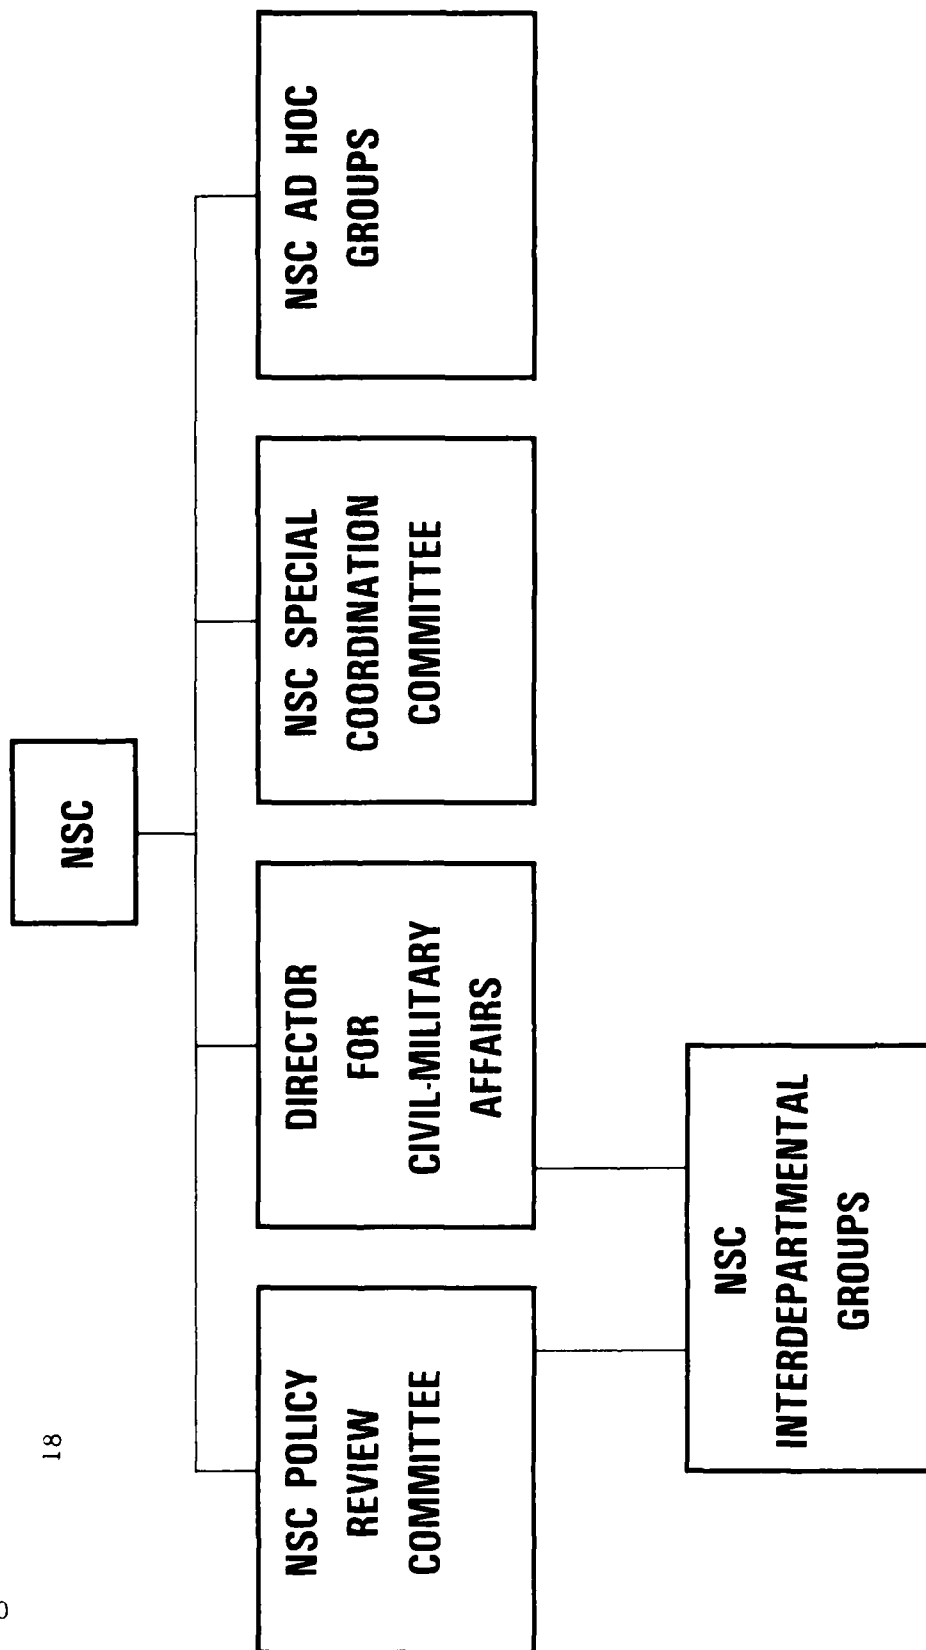 NSC
NSC POLICY
REVIEW
COMMITTEE
DIRECTOR
FOR
CIVIL-MILITARY
AFFAIRS
NSC SPECIAL
COORDINATION
COMMITTEE
NSC AD HOC
GROUPS
NSC
INTERDEPARTMENTAL
GROUPS
18
0